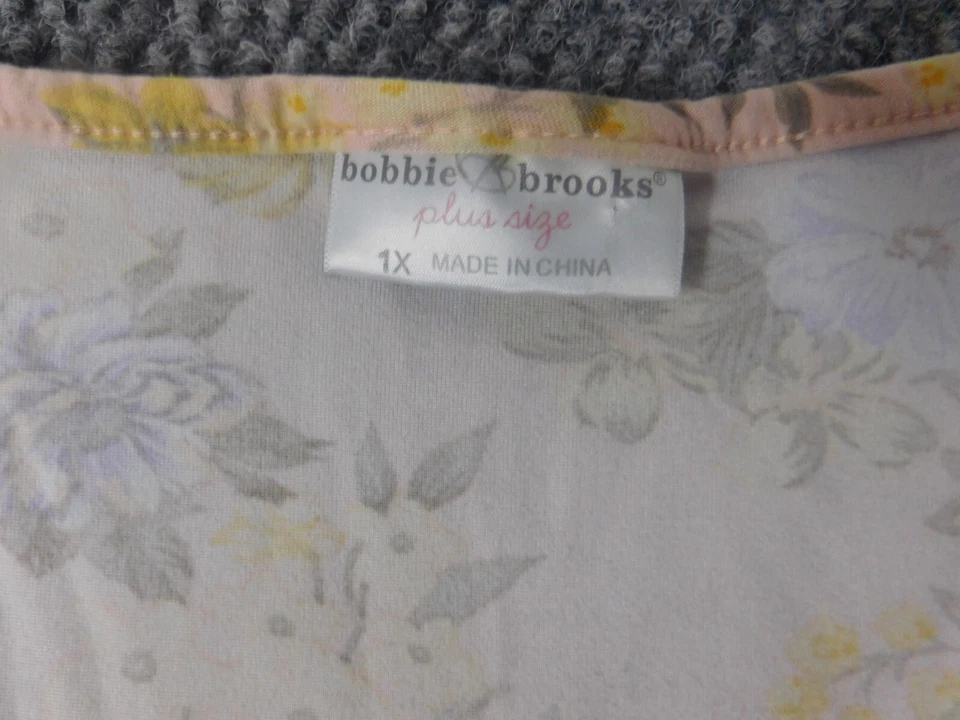 bobbie brooks®
plus size
1X MADE IN CHINA